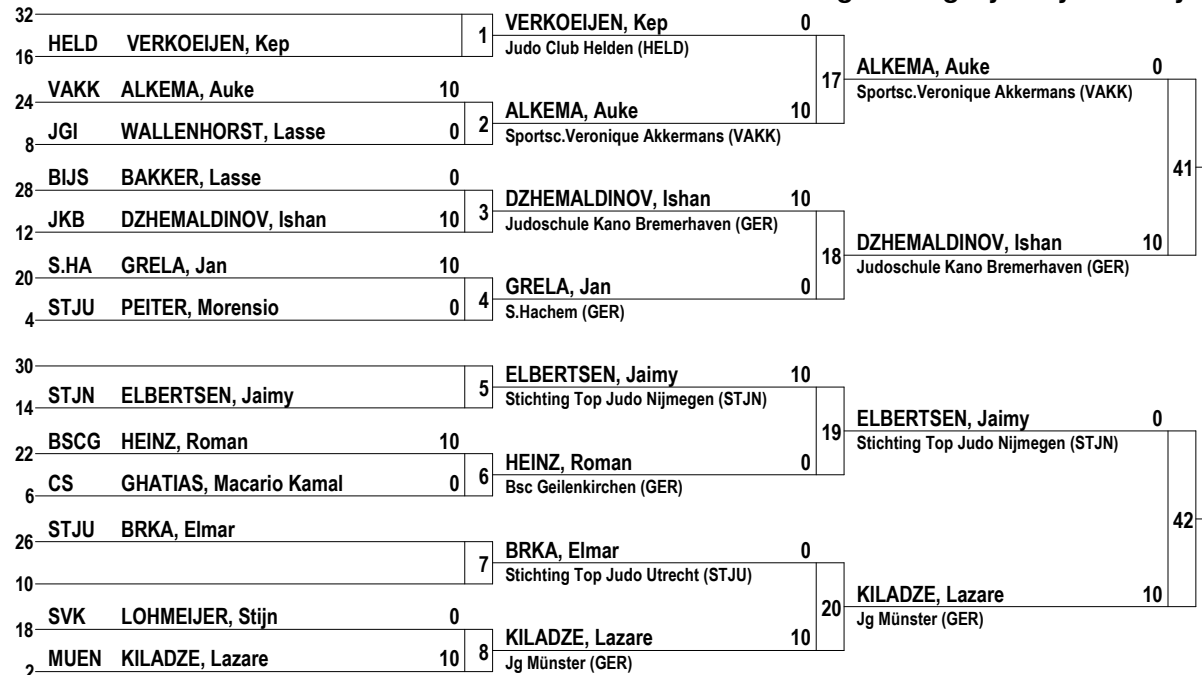 32
HELD VERKOEIJEN, Kep
16
1
VERKOEIJEN, Kep 0
Judo Club Helden (HELD)
VAKK ALKEMA, Auke 10
24
JGI WALLENHORST, Lasse 0
8
2
ALKEMA, Auke 10
Sportsc.Veronique Akkermans (VAKK)
17
ALKEMA, Auke 0
Sportsc.Veronique Akkermans (VAKK)
BIJS BAKKER, Lasse 0
28
JKB DZHEMALDINOV, Ishan 10
12
3
DZHEMALDINOV, Ishan 10
Judoschule Kano Bremerhaven (GER)
S.HA GRELA, Jan 10
20
STJU PEITER, Morensio 0
4
4
GRELA, Jan 0
S.Hachem (GER)
18
DZHEMALDINOV, Ishan 10
Judoschule Kano Bremerhaven (GER)
41
30
STJN ELBERTSEN, Jaimy
14
5
ELBERTSEN, Jaimy 10
Stichting Top Judo Nijmegen (STJN)
BSCG HEINZ, Roman 10
22
CS GHATIAS, Macario Kamal 0
6
6
HEINZ, Roman 0
Bsc Geilenkirchen (GER)
19
ELBERTSEN, Jaimy 0
Stichting Top Judo Nijmegen (STJN)
STJU BRKA, Elmar
26
10
7
BRKA, Elmar 0
Stichting Top Judo Utrecht (STJU)
SVK LOHMEIJER, Stijn 0
18
MUEN KILADZE, Lazare 10
2
8
KILADZE, Lazare 10
Jg Münster (GER)
20
KILADZE, Lazare 10
Jg Münster (GER)
42